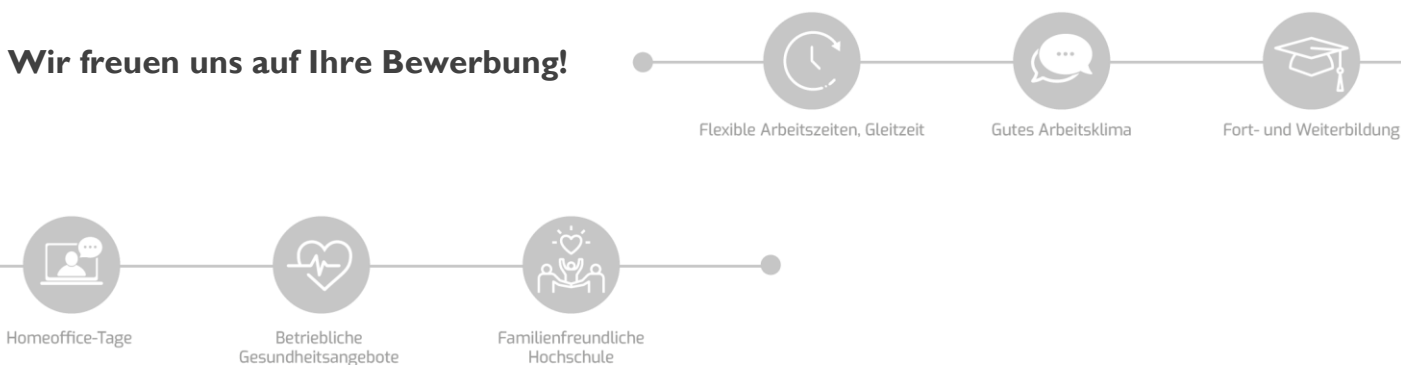 Wir freuen uns auf Ihre Bewerbung!
Flexible Arbeitszeiten, Gleitzeit
Gutes Arbeitsklima
Fort- und Weiterbildung
Homeoffice-Tage
Betriebliche
Gesundheitsangebote
Familienfreundliche
Hochschule